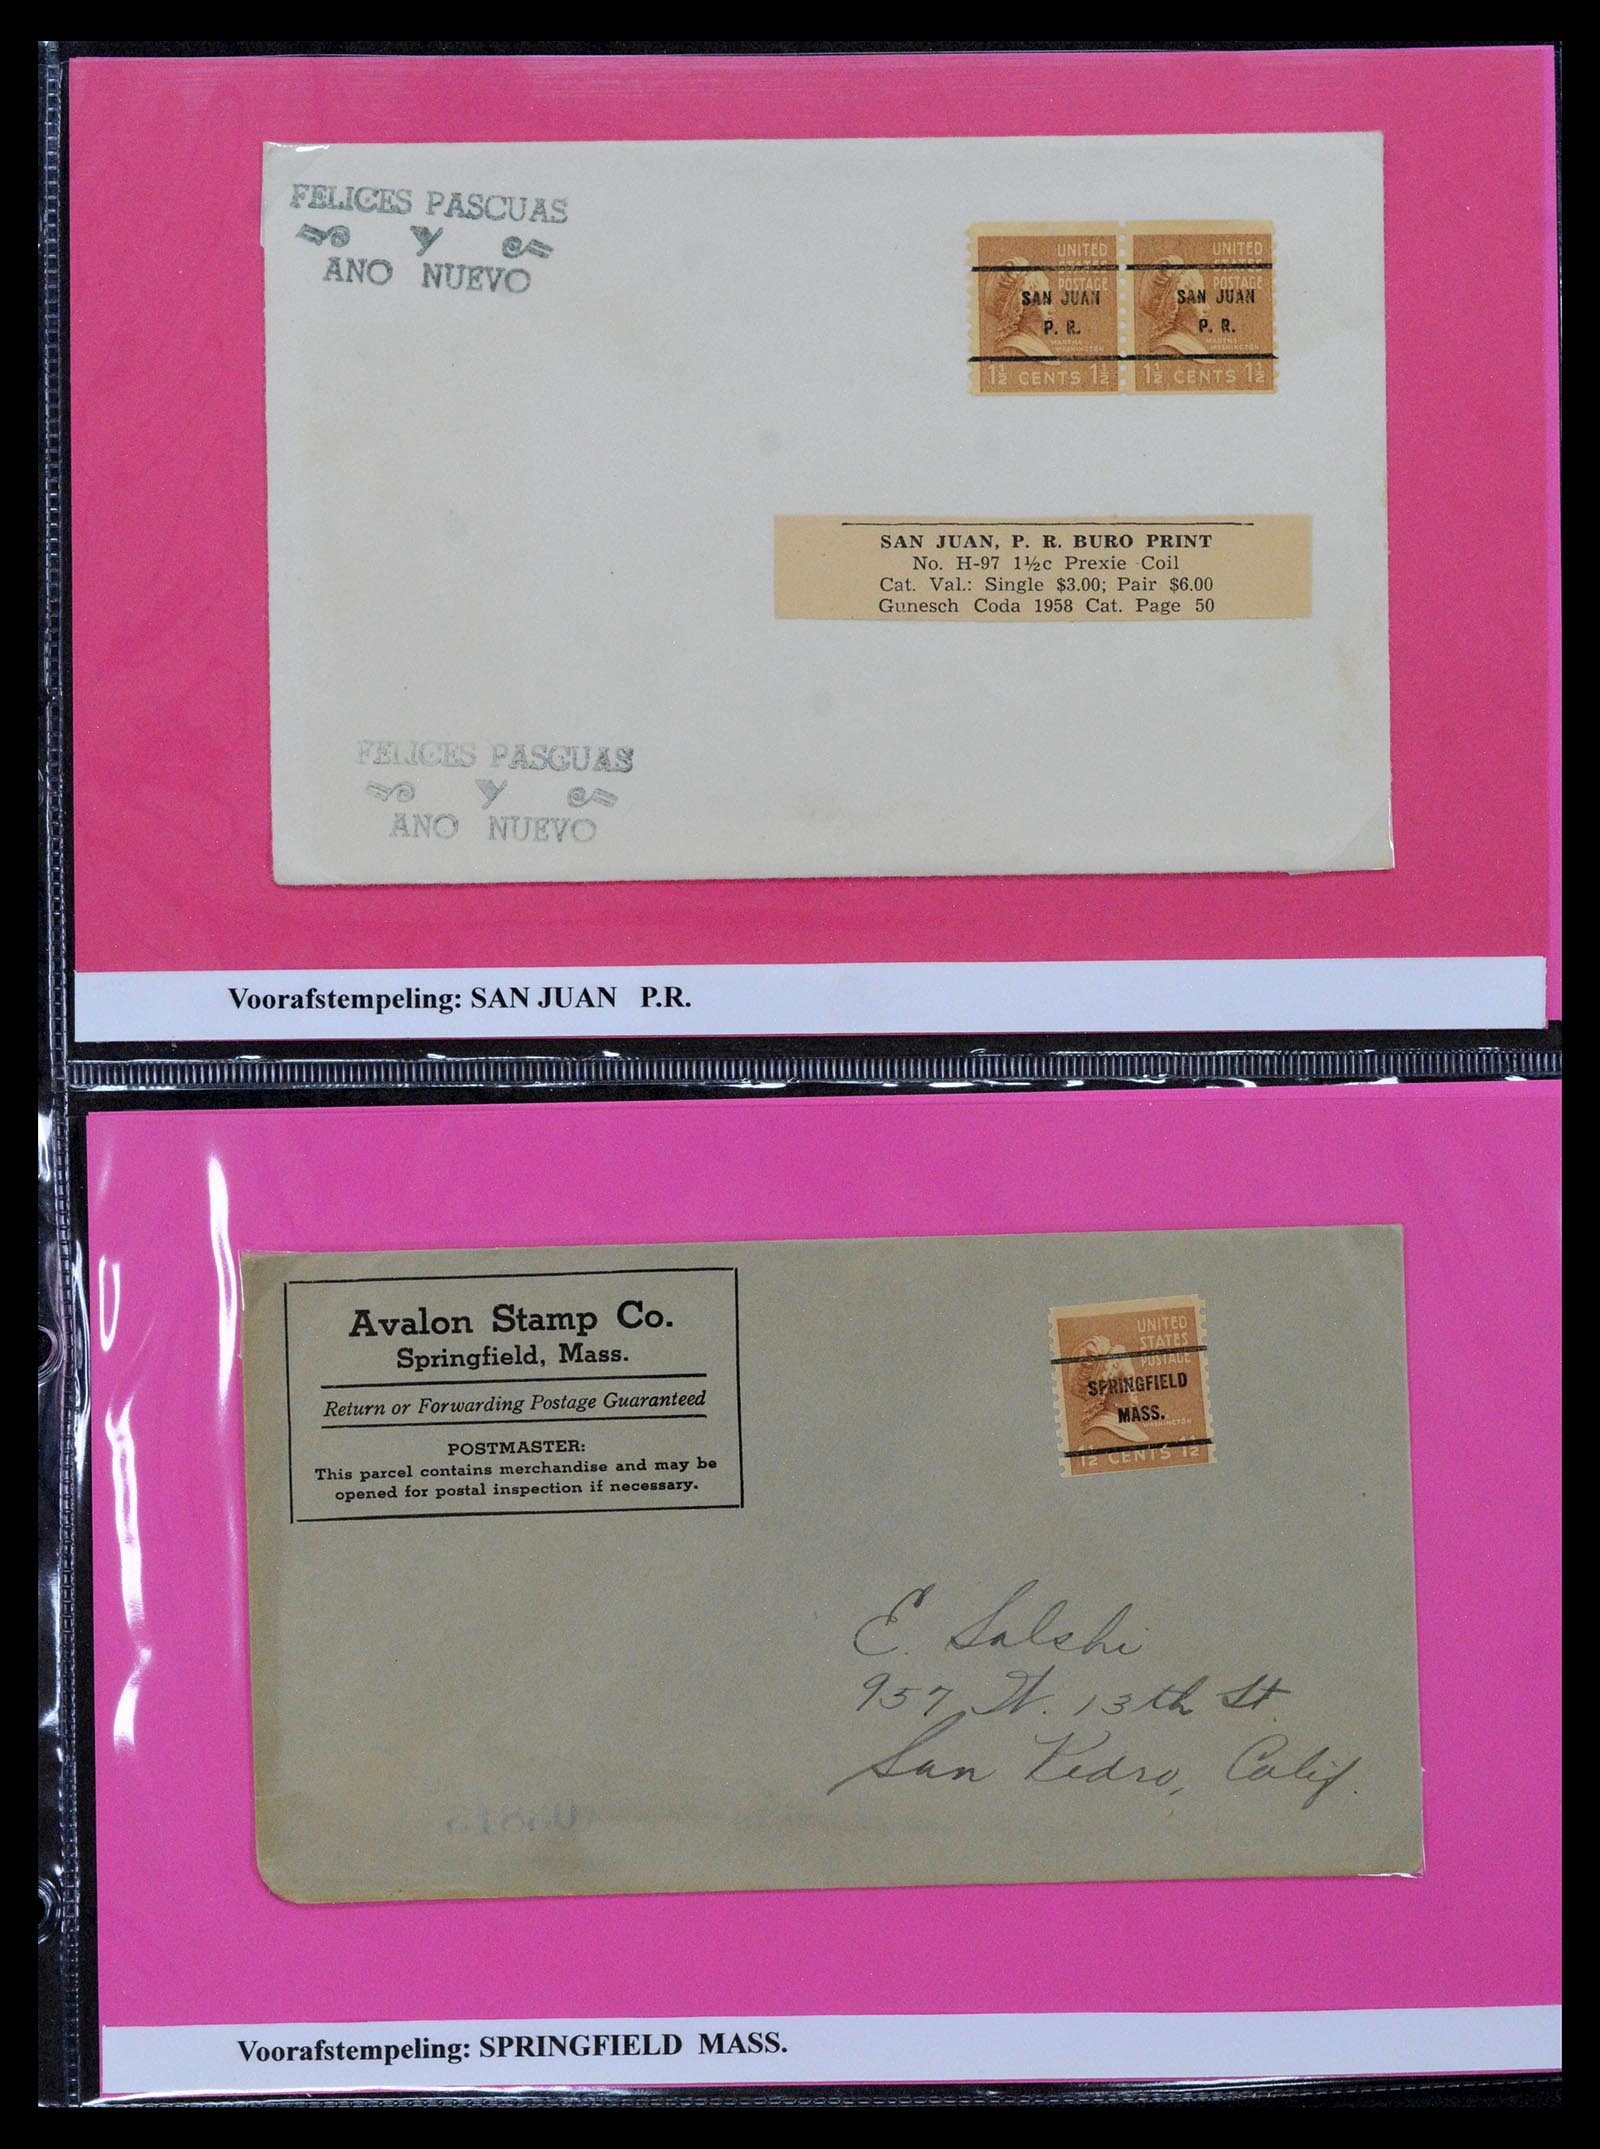 FELICES PASCUAS
Y
ANO NUEVO
UNITED
STATES
POSTAGE
SAN JUAN
P. R.
MARTHA
WASHINGTON
1½ CENTS 1½
UNITED
STATES
POSTAGE
SAN JUAN
P. R.
MARTHA
WASHINGTON
1½ CENTS 1½
SAN JUAN, P. R. BURO PRINT
No. H-97 1½c Prexie Coil
Cat. Val.: Single $3.00; Pair $6.00
Gunesch Coda 1958 Cat. Page 50
FELICES PASCUAS
Y
ANO NUEVO
Voorafstempeling: SAN JUAN P.R.
Avalon Stamp Co.
Springfield, Mass.
Return or Forwarding Postage Guaranteed
POSTMASTER:
This parcel contains merchandise and may be
opened for postal inspection if necessary.
UNITED
STATES
POSTAGE
SPRINGFIELD
MASS.
WASHINGTON
1½ CENTS 1½
E. Salshi
957 W. 13th St.
San Pedro, Calif.
Voorafstempeling: SPRINGFIELD MASS.